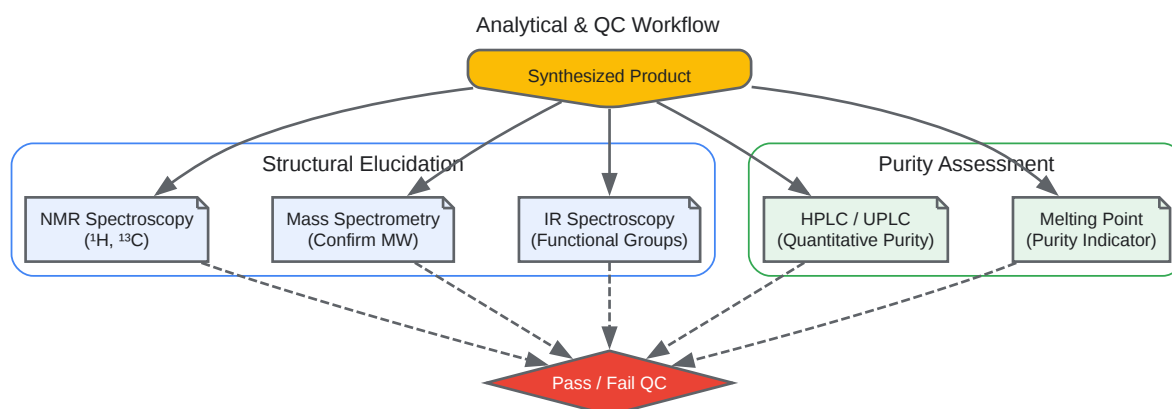 Analytical & QC Workflow
Synthesized Product
Structural Elucidation
Purity Assessment
NMR Spectroscopy
(¹H, ¹³C)
Mass Spectrometry
(Confirm MW)
IR Spectroscopy
(Functional Groups)
HPLC / UPLC
(Quantitative Purity)
Melting Point
(Purity Indicator)
Pass / Fail QC